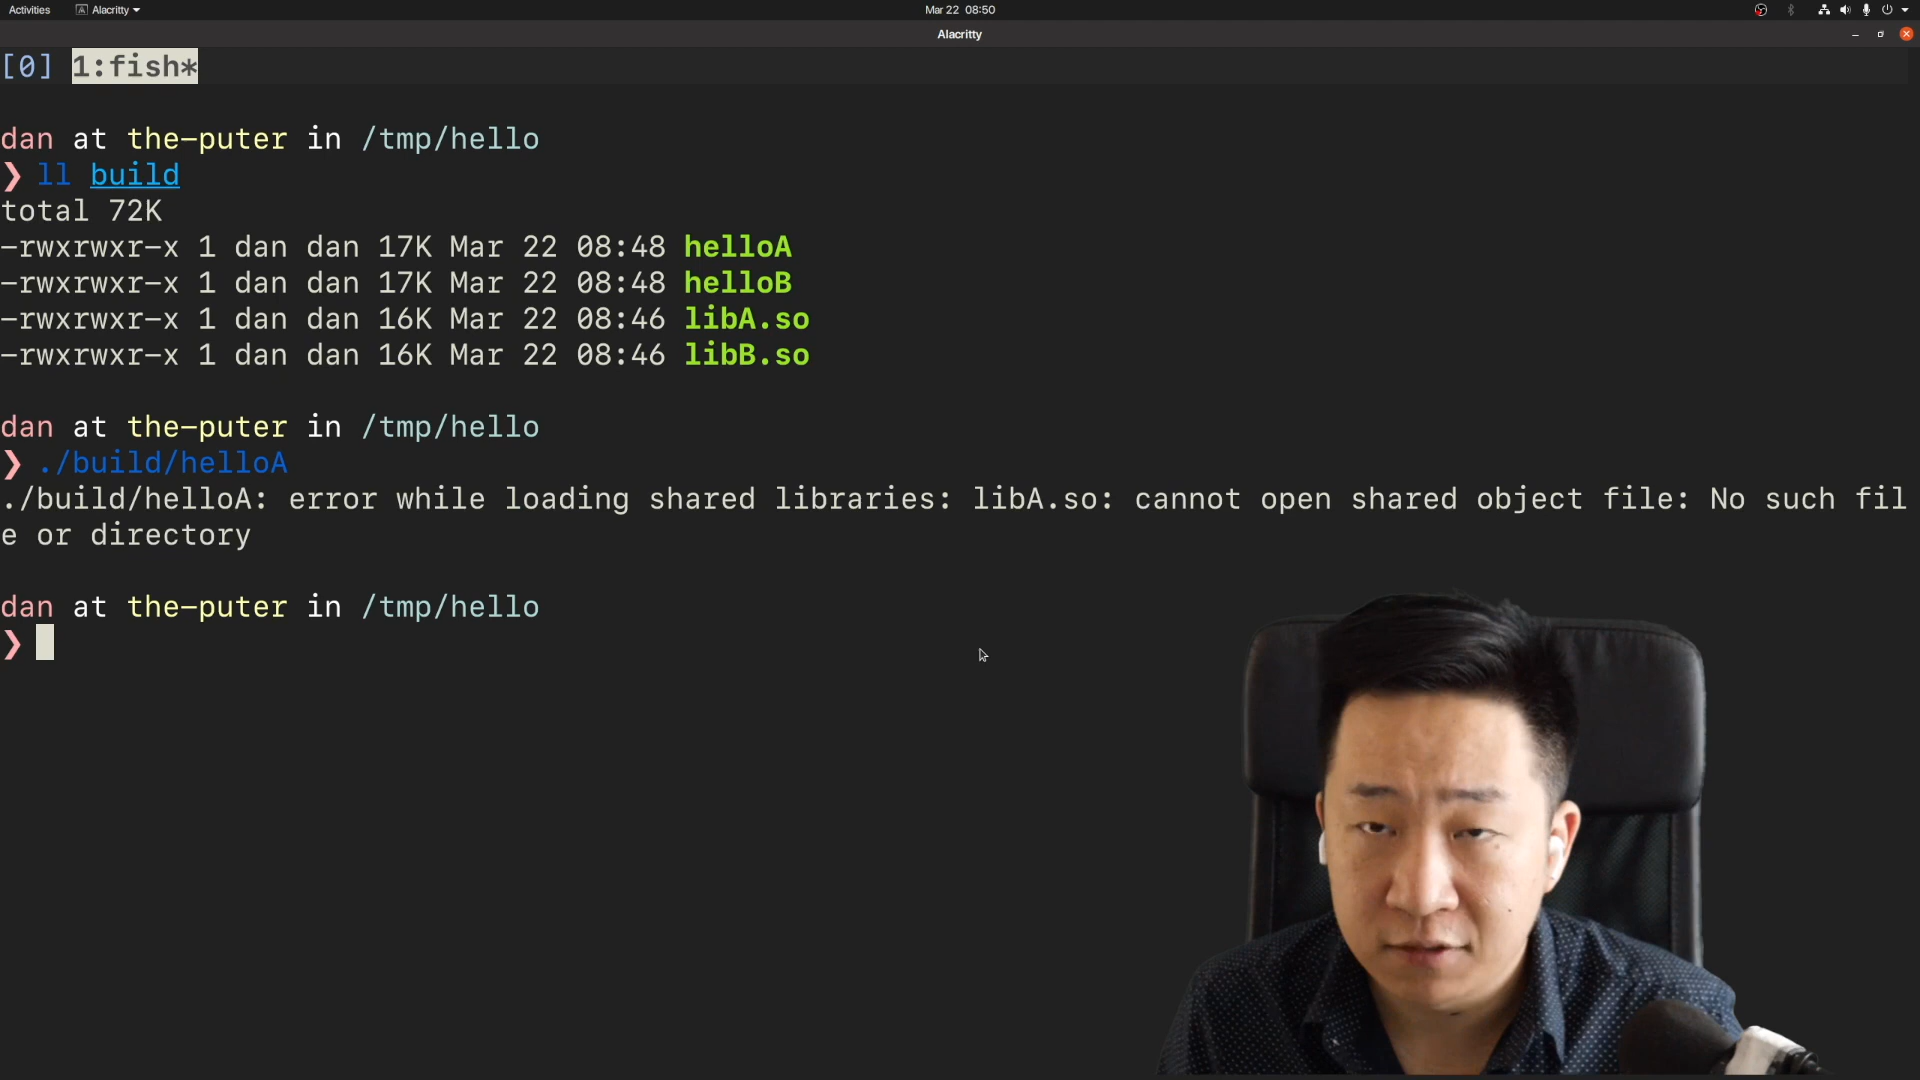 Activities
Alacritty
Mar 22 08:50
Alacritty
[0] 1:fish*
dan at the-puter in /tmp/hello
❯ ll build
total 72K
-rwxrwxr-x 1 dan dan 17K Mar 22 08:48 helloA
-rwxrwxr-x 1 dan dan 17K Mar 22 08:48 helloB
-rwxrwxr-x 1 dan dan 16K Mar 22 08:46 libA.so
-rwxrwxr-x 1 dan dan 16K Mar 22 08:46 libB.so
dan at the-puter in /tmp/hello
❯ ./build/helloA
./build/helloA: error while loading shared libraries: libA.so: cannot open shared object file: No such fil
e or directory
dan at the-puter in /tmp/hello
❯